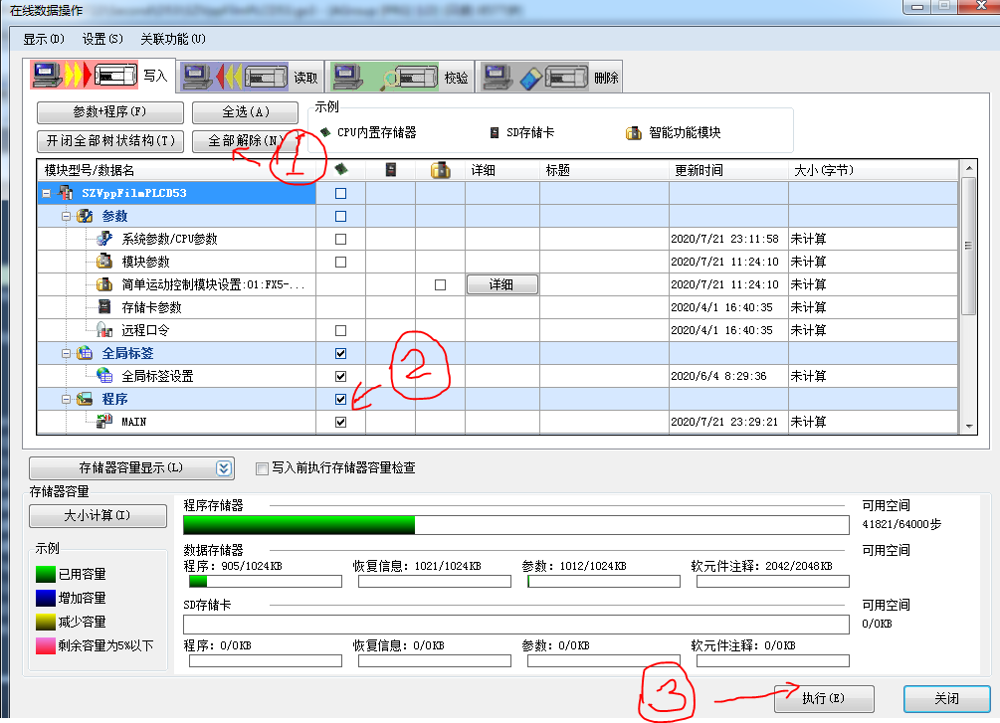 在线数据操作
显示(D) 设置(S) 关联功能(U)
写入 读取 校验 删除
参数+程序(F) 全选(A) 示例
开闭全部树状结构(T) 全部解除(N) CPU内置存储器 SD存储卡 智能功能模块
1
模块型号/数据名 详细 标题 更新时间 大小(字节)
SZVppFilmPLCD53
参数
系统参数/CPU参数 2020/7/21 23:11:58 未计算
模块参数 2020/7/21 11:24:10 未计算
简单运动控制模块设置:01:FX5-... 详细 2020/7/21 11:24:10 未计算
存储卡参数 2020/4/1 16:40:35 未计算
远程口令 2020/4/1 16:40:35 未计算
全局标签
2
全局标签设置 2020/6/4 8:29:36 未计算
程序
MAIN 2020/7/21 23:29:21 未计算
存储器容量显示(L) 写入前执行存储器容量检查
存储器容量
大小计算(I)
示例
已用容量
增加容量
减少容量
剩余容量为5%以下
程序存储器 可用空间
41821/64000步
数据存储器 可用空间
程序: 905/1024KB 恢复信息: 1021/1024KB 参数: 1012/1024KB 软元件注释: 2042/2048KB
SD存储卡 可用空间
0/0KB
程序: 0/0KB 恢复信息: 0/0KB 参数: 0/0KB 软元件注释: 0/0KB
3
执行(E) 关闭